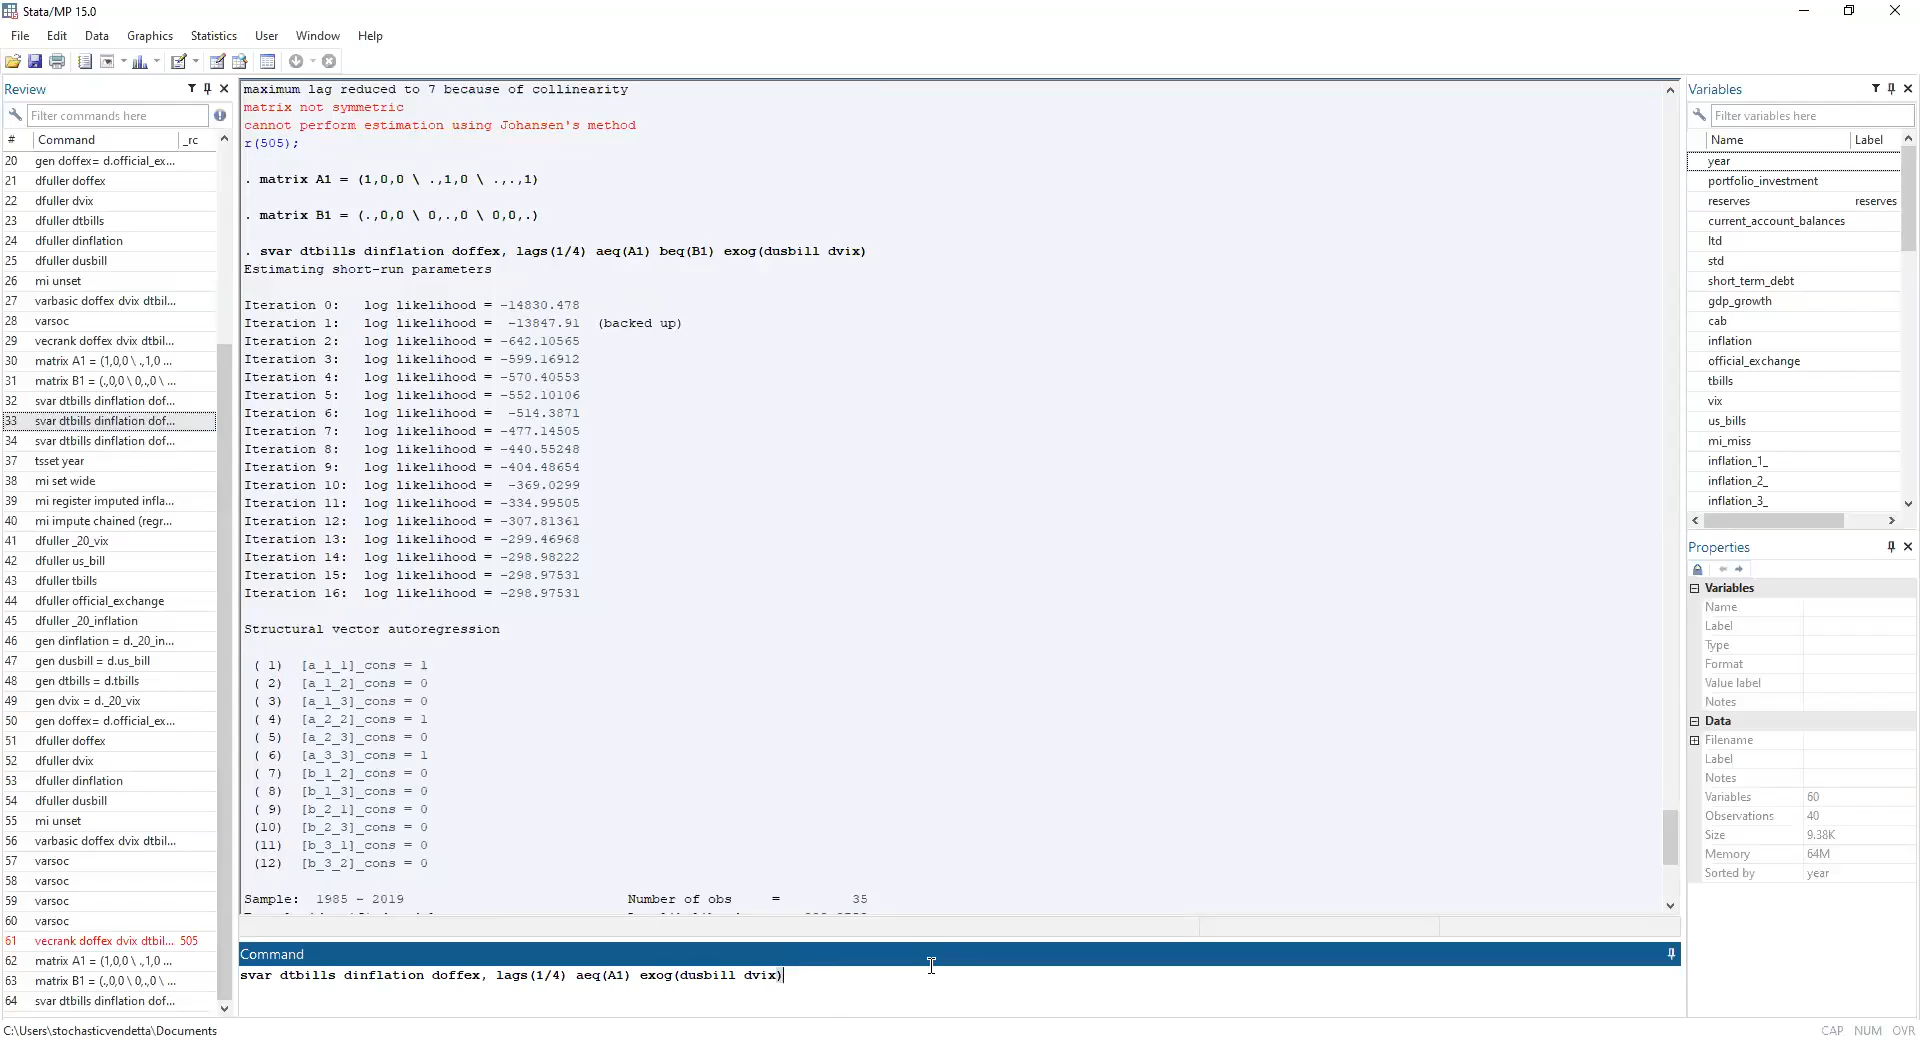 Stata/MP 15.0
File Edit Data Graphics Statistics User Window Help
Review
Filter commands here
# Command _rc
20 gen doffex= d.official_ex...
21 dfuller doffex
22 dfuller dvix
23 dfuller dtbills
24 dfuller dinflation
25 dfuller dusbill
26 mi unset
27 varbasic doffex dvix dtbil...
28 varsoc
29 vecrank doffex dvix dtbil...
30 matrix A1 = (1,0,0 \ .,1,0 ...
31 matrix B1 = (.,0,0 \ 0,.,0 \ ...
32 svar dtbills dinflation dof...
33 svar dtbills dinflation dof...
34 svar dtbills dinflation dof...
37 tsset year
38 mi set wide
39 mi register imputed infla...
40 mi impute chained (regr...
41 dfuller _20_vix
42 dfuller us_bill
43 dfuller tbills
44 dfuller official_exchange
45 dfuller _20_inflation
46 gen dinflation = d._20_in...
47 gen dusbill = d.us_bill
48 gen dtbills = d.tbills
49 gen dvix = d._20_vix
50 gen doffex= d.official_ex...
51 dfuller doffex
52 dfuller dvix
53 dfuller dinflation
54 dfuller dusbill
55 mi unset
56 varbasic doffex dvix dtbil...
57 varsoc
58 varsoc
59 varsoc
60 varsoc
61 vecrank doffex dvix dtbil... 505
62 matrix A1 = (1,0,0 \ .,1,0 ...
63 matrix B1 = (.,0,0 \ 0,.,0 \ ...
64 svar dtbills dinflation dof...
maximum lag reduced to 7 because of collinearity
matrix not symmetric
cannot perform estimation using Johansen's method
r(505);
. matrix A1 = (1,0,0 \ .,1,0 \ .,.,1)
. matrix B1 = (.,0,0 \ 0,.,0 \ 0,0,.)
. svar dtbills dinflation doffex, lags(1/4) aeq(A1) beq(B1) exog(dusbill dvix)
Estimating short-run parameters
Iteration 0: log likelihood = -14830.478
Iteration 1: log likelihood = -13847.91 (backed up)
Iteration 2: log likelihood = -642.10565
Iteration 3: log likelihood = -599.16912
Iteration 4: log likelihood = -570.40553
Iteration 5: log likelihood = -552.10106
Iteration 6: log likelihood = -514.3871
Iteration 7: log likelihood = -477.14505
Iteration 8: log likelihood = -440.55248
Iteration 9: log likelihood = -404.48654
Iteration 10: log likelihood = -369.0299
Iteration 11: log likelihood = -334.99505
Iteration 12: log likelihood = -307.81361
Iteration 13: log likelihood = -299.46968
Iteration 14: log likelihood = -298.98222
Iteration 15: log likelihood = -298.97531
Iteration 16: log likelihood = -298.97531
Structural vector autoregression
( 1) [a_1_1]_cons = 1
( 2) [a_1_2]_cons = 0
( 3) [a_1_3]_cons = 0
( 4) [a_2_2]_cons = 1
( 5) [a_2_3]_cons = 0
( 6) [a_3_3]_cons = 1
( 7) [b_1_2]_cons = 0
( 8) [b_1_3]_cons = 0
( 9) [b_2_1]_cons = 0
(10) [b_2_3]_cons = 0
(11) [b_3_1]_cons = 0
(12) [b_3_2]_cons = 0
Sample: 1985 - 2019 Number of obs = 35
Command
svar dtbills dinflation doffex, lags(1/4) aeq(A1) exog(dusbill dvix)
Variables
Filter variables here
Name Label
year
portfolio_investment
reserves reserves
current_account_balances
ltd
std
short_term_debt
gdp_growth
cab
inflation
official_exchange
tbills
vix
us_bills
mi_miss
inflation_1_
inflation_2_
inflation_3_
Properties
Variables
Name
Label
Type
Format
Value label
Notes
Data
Filename
Label
Notes
Variables 60
Observations 40
Size 9.38K
Memory 64M
Sorted by year
C:\Users\stochasticvendetta\Documents
CAP NUM OVR